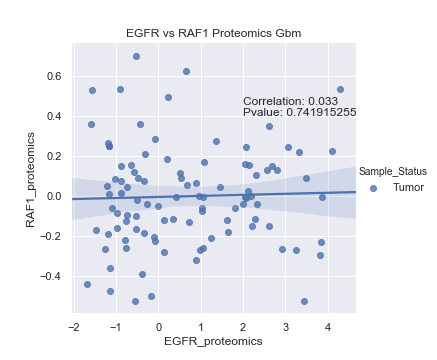 EGFR vs RAF1 Proteomics Gbm
Correlation: 0.033
Pvalue: 0.741915255
RAF1_proteomics
0.6
0.4
0.2
0.0
−0.2
−0.4
Sample_Status
Tumor
−2 −1 0 1 2 3 4
EGFR_proteomics